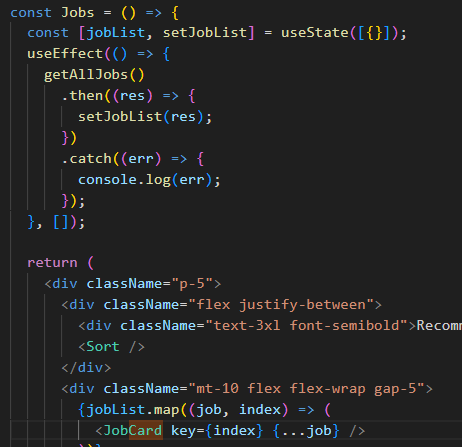 const Jobs = () => {
const [jobList, setJobList] = useState([{}]);
useEffect(() => {
getAllJobs()
.then((res) => {
setJobList(res);
})
.catch((err) => {
console.log(err);
});
}, []);
return (
<div className="p-5">
<div className="flex justify-between">
<div className="text-3xl font-semibold">Recomm
<Sort />
</div>
<div className="mt-10 flex flex-wrap gap-5">
{jobList.map((job, index) => (
<JobCard key={index} {...job} />